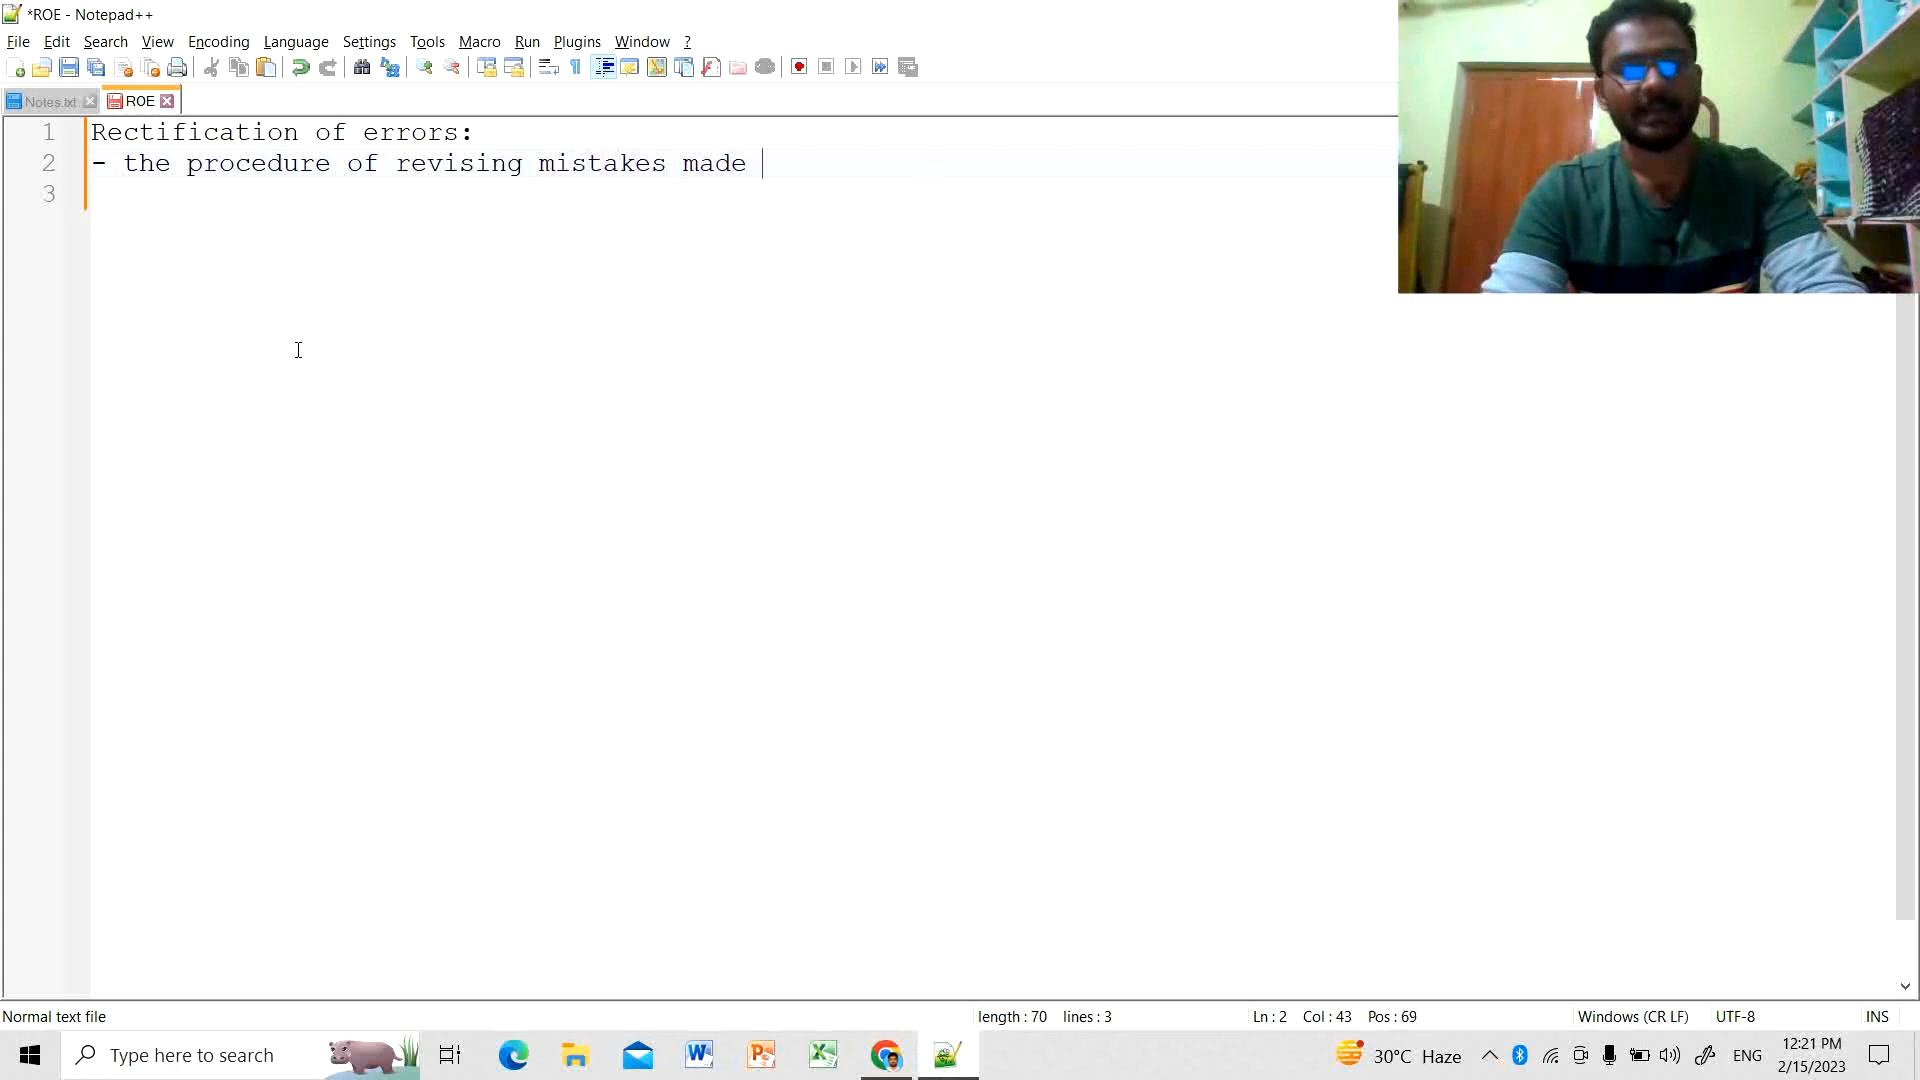 *ROE - Notepad++
File Edit Search View Encoding Language Settings Tools Macro Run Plugins Window ?
Notes.txt ROE
1 Rectification of errors:
2 - the procedure of revising mistakes made
3
Normal text file length : 70 lines : 3 Ln : 2 Col : 43 Pos : 69 Windows (CR LF) UTF-8 INS
Type here to search 30°C Haze ENG 12:21 PM
2/15/2023